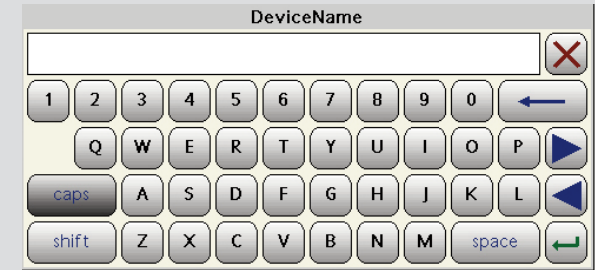 DeviceName
1 2 3 4 5 6 7 8 9 0
Q W E R T Y U I O P
caps A S D F G H J K L
shift Z X C V B N M space